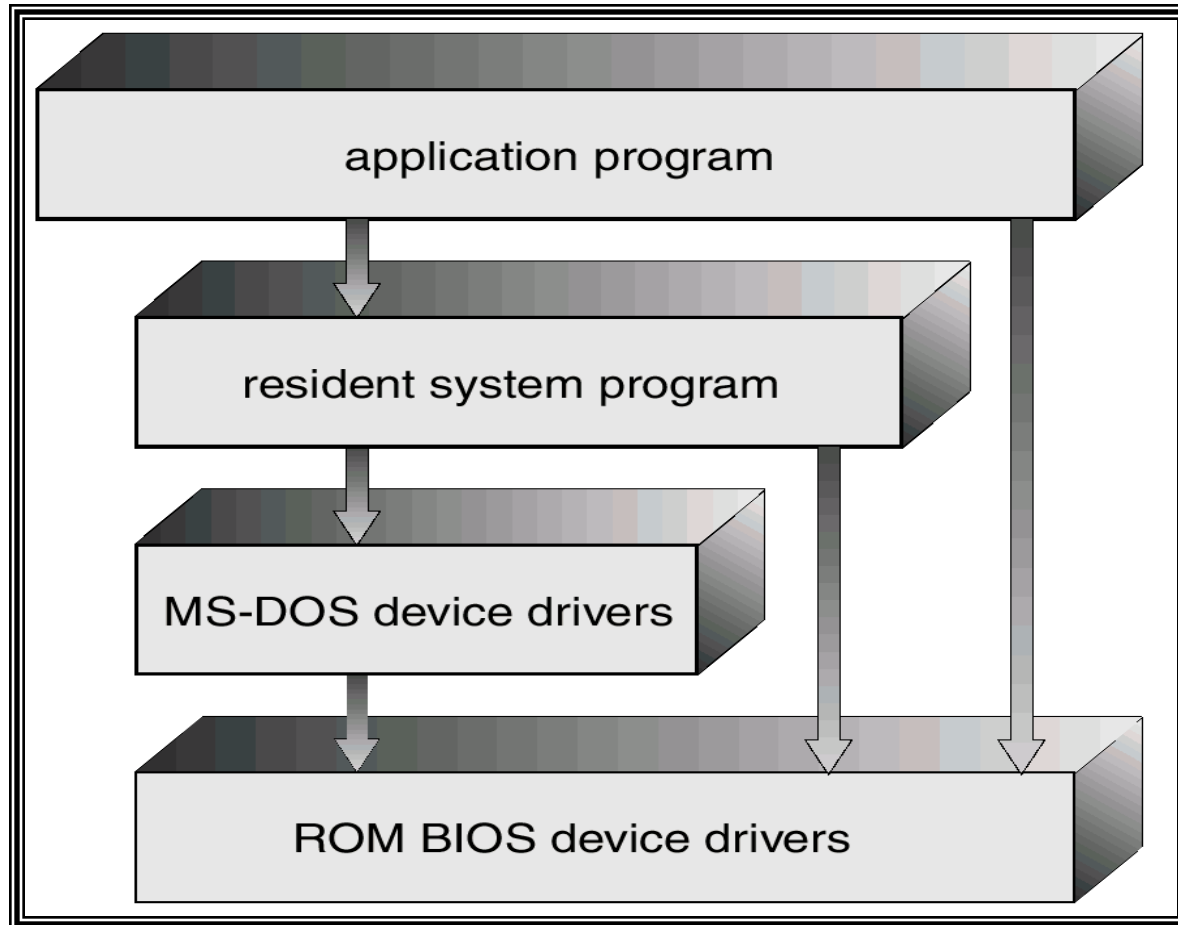 application program
resident system program
MS-DOS device drivers
ROM BIOS device drivers